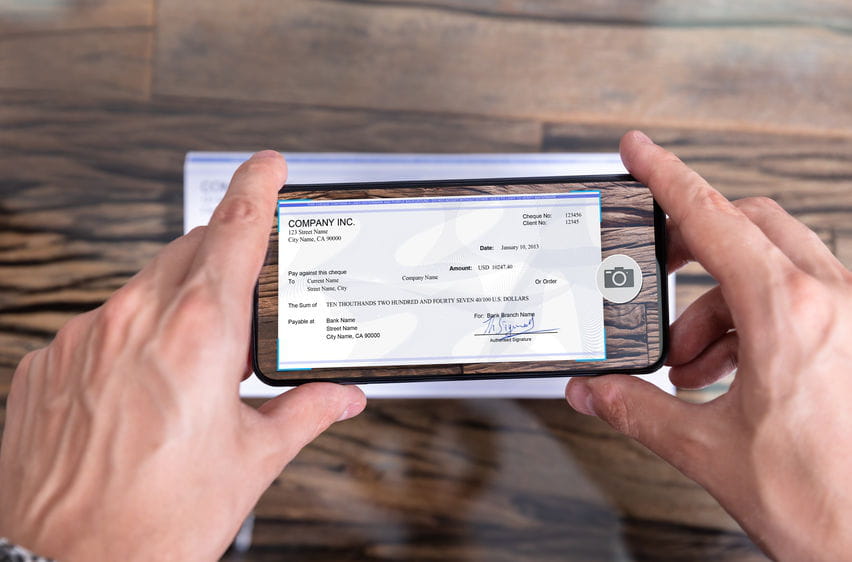 COMPANY INC.
123 Street Name
City Name, CA 90000
Cheque No: 123456
Client No: 12345
Date: January 10, 2013
Pay against this cheque
Amount: USD 10247.40
To Current Name Company Name Or Order
Street Name, City
The Sum of TEN THOUTHANDS TWO HUNDRED AND FOURTY SEVEN 40/100 U.S. DOLLARS
Payable at: Bank Name
Street Name
City Name, CA 90000
For: Bank Branch Name
Authorised Signature